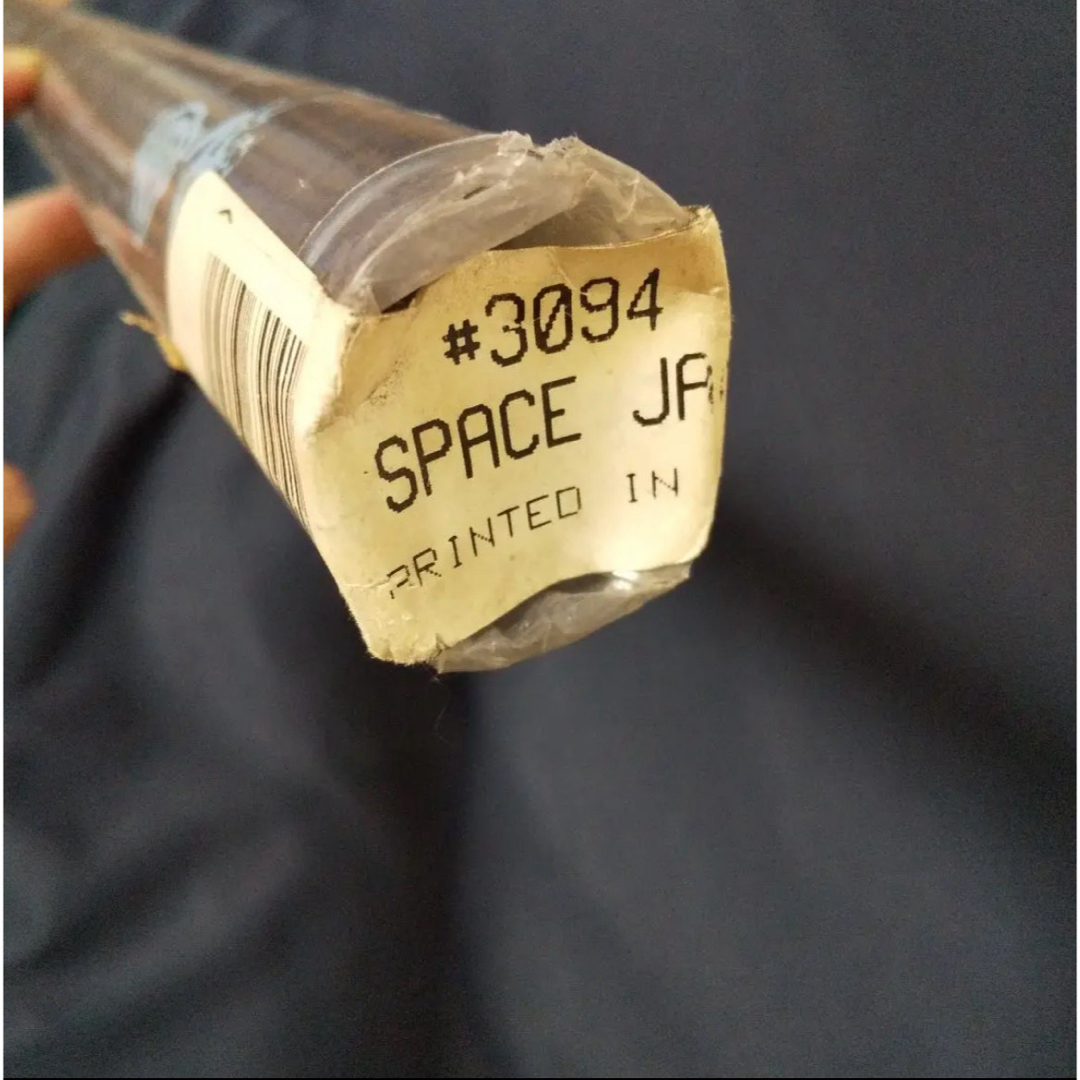 #3094
SPACE JA
PRINTED IN